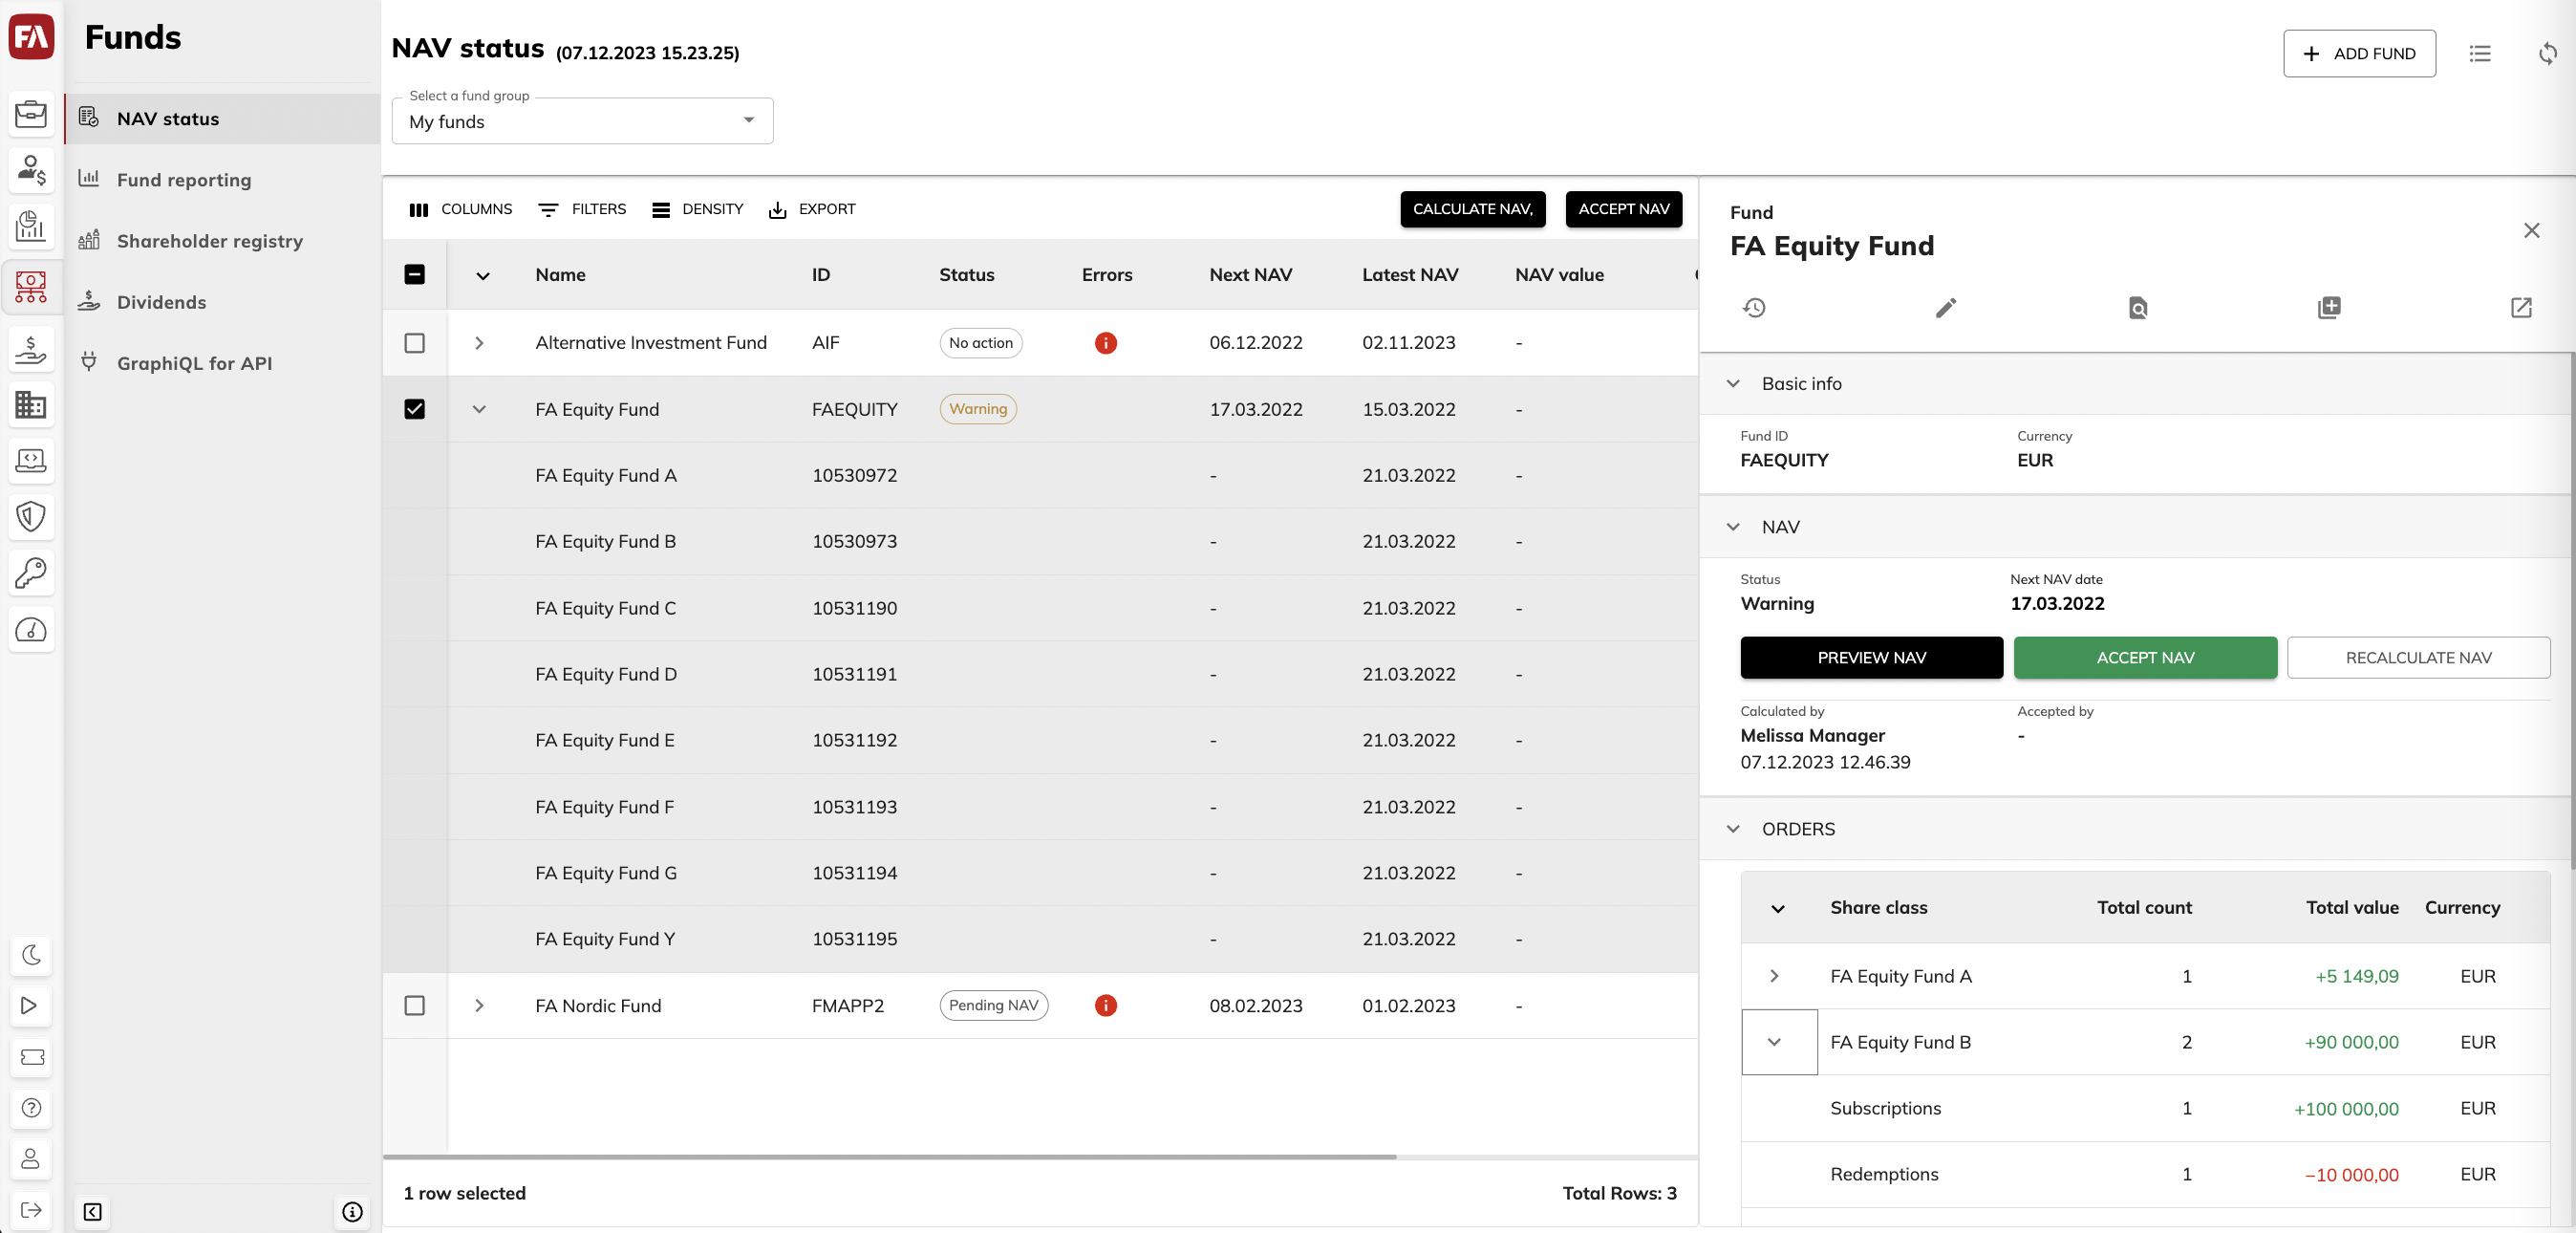 FA
Funds
NAV status
Fund reporting
Shareholder registry
Dividends
GraphiQL for API
NAV status (07.12.2023 15.23.25)
ADD FUND
Select a fund group
My funds
COLUMNS FILTERS DENSITY EXPORT
CALCULATE NAV, ACCEPT NAV
Name ID Status Errors Next NAV Latest NAV NAV value
Alternative Investment Fund AIF No action 06.12.2022 02.11.2023 -
FA Equity Fund FAEQUITY Warning 17.03.2022 15.03.2022 -
FA Equity Fund A 10530972 - 21.03.2022 -
FA Equity Fund B 10530973 - 21.03.2022 -
FA Equity Fund C 10531190 - 21.03.2022 -
FA Equity Fund D 10531191 - 21.03.2022 -
FA Equity Fund E 10531192 - 21.03.2022 -
FA Equity Fund F 10531193 - 21.03.2022 -
FA Equity Fund G 10531194 - 21.03.2022 -
FA Equity Fund Y 10531195 - 21.03.2022 -
FA Nordic Fund FMAPP2 Pending NAV 08.02.2023 01.02.2023 -
1 row selected Total Rows: 3
Fund
FA Equity Fund
Basic info
Fund ID Currency
FAEQUITY EUR
NAV
Status Next NAV date
Warning 17.03.2022
PREVIEW NAV ACCEPT NAV RECALCULATE NAV
Calculated by Accepted by
Melissa Manager -
07.12.2023 12.46.39
ORDERS
Share class Total count Total value Currency
FA Equity Fund A 1 +5 149,09 EUR
FA Equity Fund B 2 +90 000,00 EUR
Subscriptions 1 +100 000,00 EUR
Redemptions 1 −10 000,00 EUR